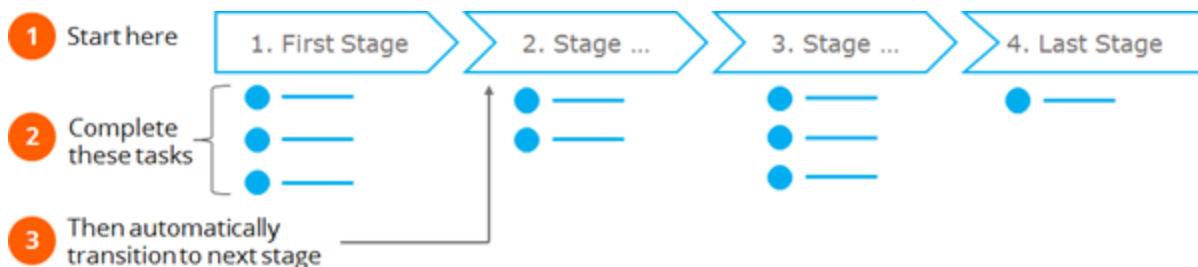 1
Start here
1. First Stage
2. Stage ...
3. Stage ...
4. Last Stage
2
Complete
these tasks
3
Then automatically
transition to next stage